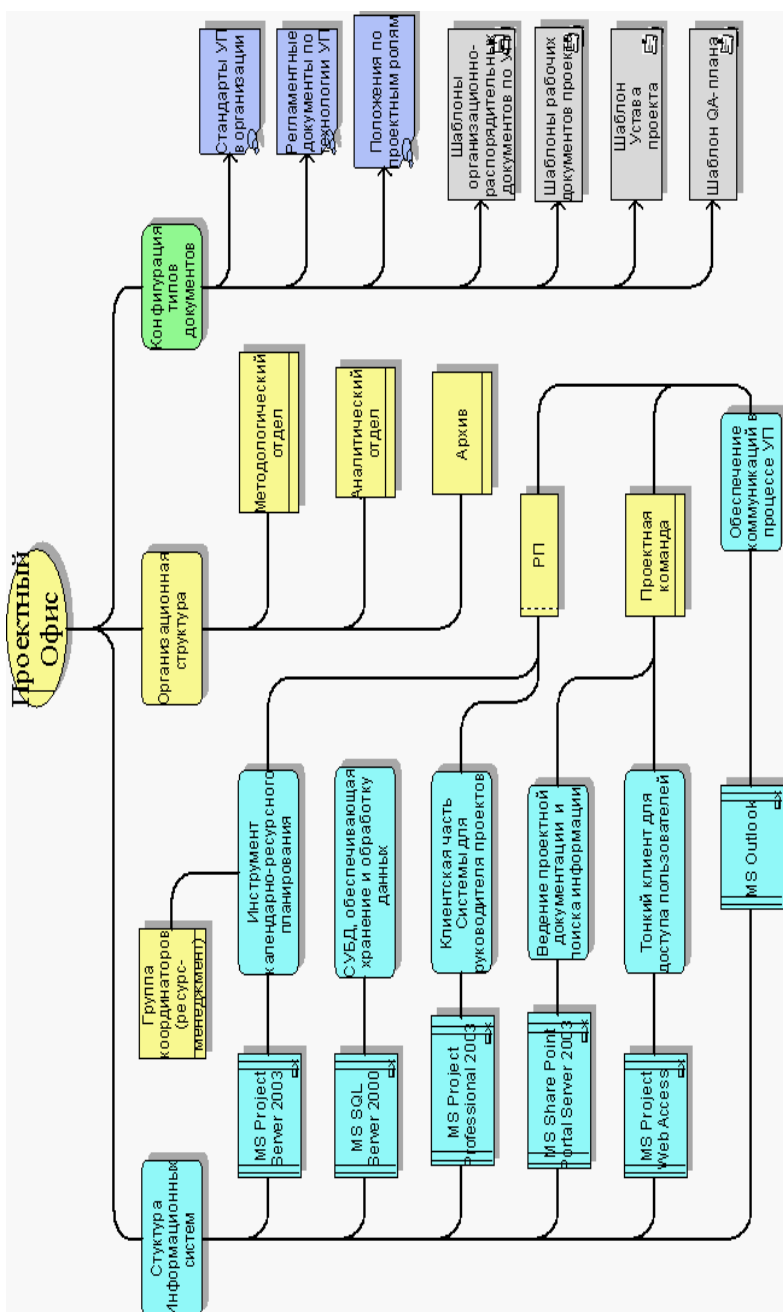 Проектный
Офис
Стуктура
Информационных
систем
Организационная
структура
Конфигурация
типов
документов
Группа
координаторов
(ресурс-
менеджмент)
MS Project
Server 2003
Инструмент
календарно-ресурсного
планирования
Методологический
отдел
Стандарты УП
в организации
MS SQL
Server 2000
СУБД, обеспечивающая
хранение и обработку
данных
Аналитический
отдел
Регламентные
документы по
технологии УП
MS Project
Professional 2003
Клиентская часть
Системы для
руководителя проектов
Архив
Положения по
проектным ролям
MS Share Point
Portal Server 2003
Ведение проектной
документации и
поиска информации
РП
Шаблоны
организационно-
распорядительных
документов по УП
Шаблоны рабочих
документов проекта
MS Project
Web Access
Тонкий клиент для
доступа пользователей
Проектная
команда
Шаблон
Устава
проекта
MS Outlook
Обеспечение
коммуникаций в
процессе УП
Шаблон QA-плана